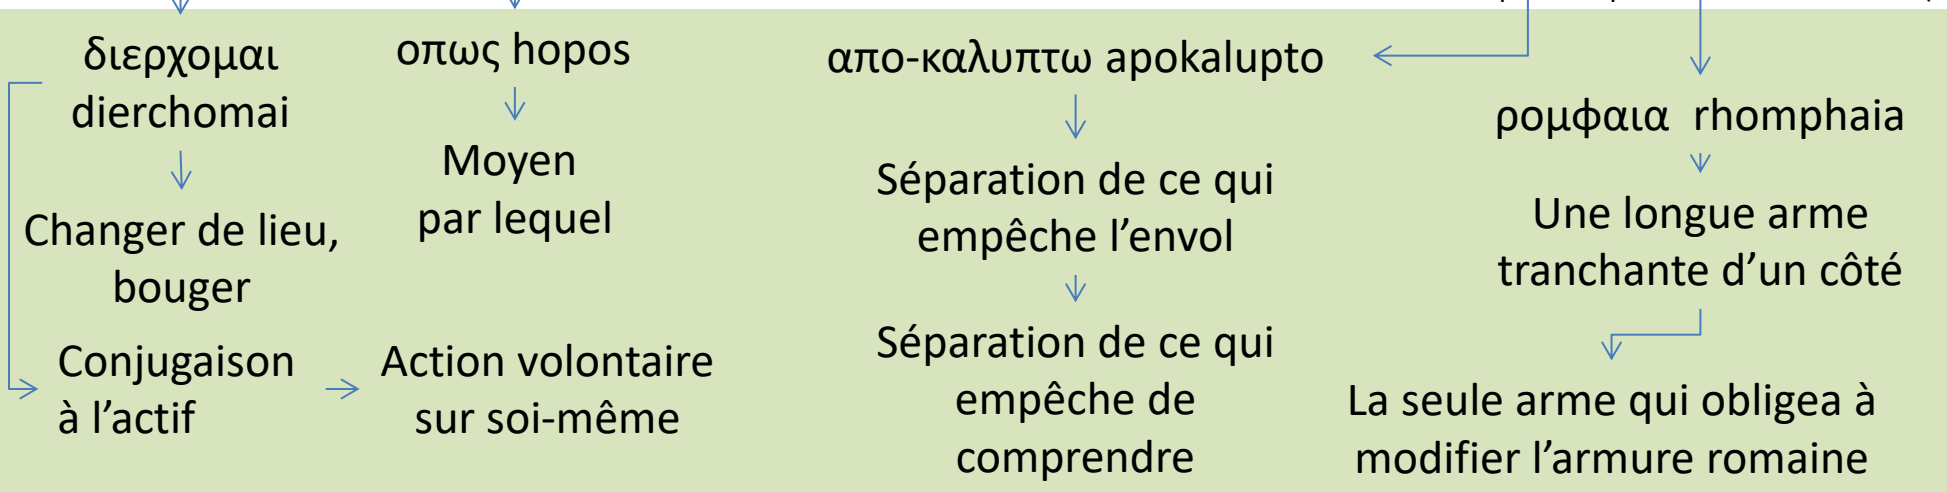 διερχομαι
dierchomai
Changer de lieu,
bouger
Conjugaison
à l’actif
οπως hopos
Moyen
par lequel
Action volontaire
sur soi-même
απο-καλυπτω apokalupto
Séparation de ce qui
empêche l’envol
Séparation de ce qui
empêche de
comprendre
ρομφαια rhomphaia
Une longue arme
tranchante d’un côté
La seule arme qui obligea à
modifier l’armure romaine